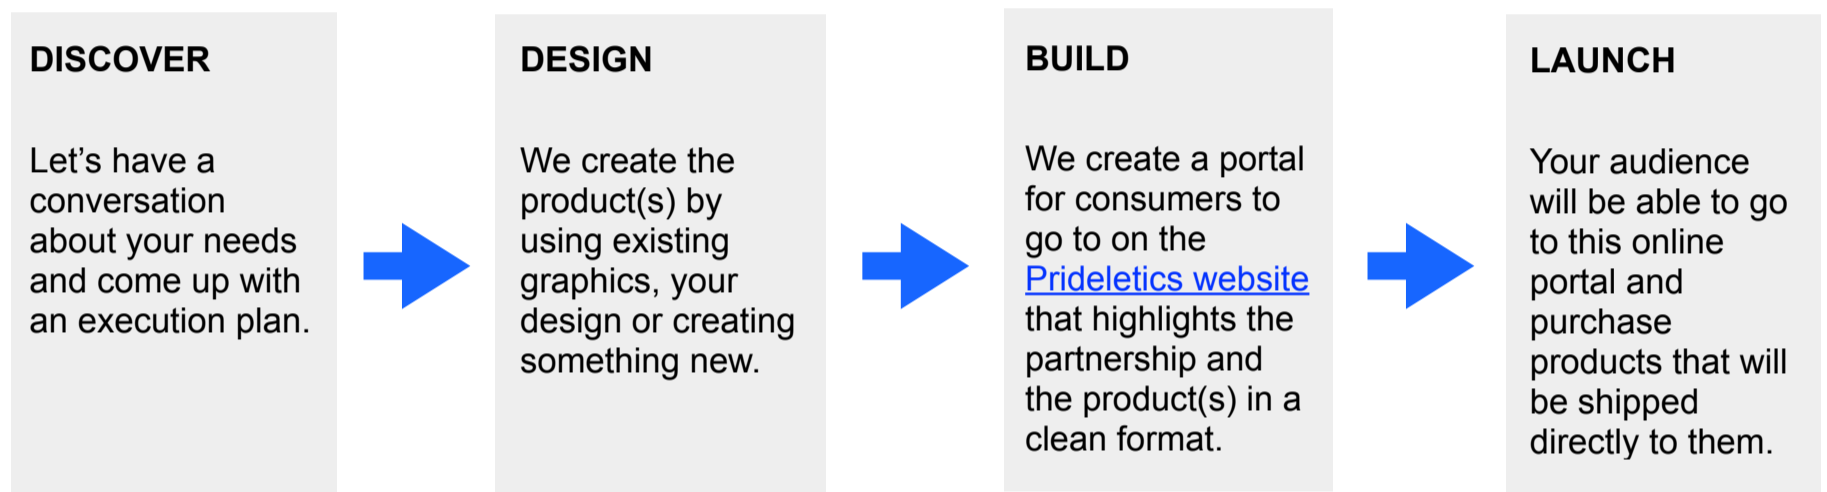 DISCOVER
Let’s have a
conversation
about your needs
and come up with
an execution plan.
DESIGN
We create the
product(s) by
using existing
graphics, your
design or creating
something new.
BUILD
We create a portal
for consumers to
go to on the
Prideletics website
that highlights the
partnership and
the product(s) in a
clean format.
LAUNCH
Your audience
will be able to go
to this online
portal and
purchase
products that will
be shipped
directly to them.